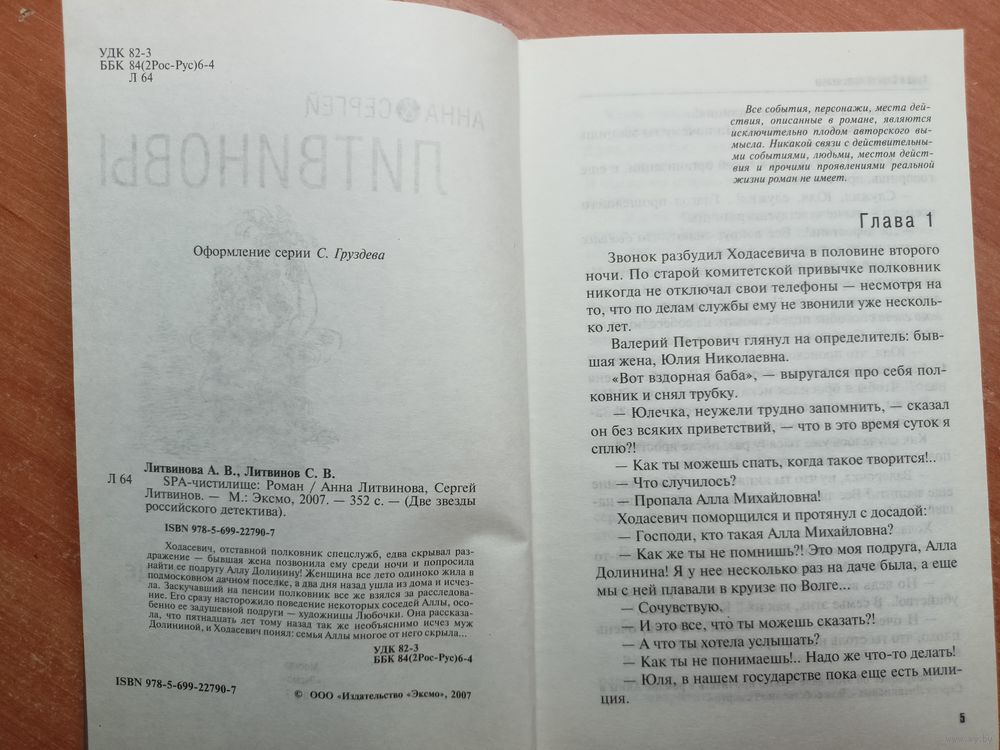 УДК 82-3
ББК 84(2Рос-Рус)6-4
Л 64
АННА СЕРГЕЙ
ЛИТВИНОВЫ
Оформление серии С. Груздева
Литвинова А. В., Литвинов С. В.
Л 64
SPA-чистилище: Роман / Анна Литвинова, Сергей
Литвинов. — М.: Эксмо, 2007. — 352 с. — (Две звезды
российского детектива).
ISBN 978-5-699-22790-7
Ходасевич, отставной полковник спецслужб, едва скрывал раз-
дражение — бывшая жена позвонила ему среди ночи и попросила
найти ее подругу Аллу Долинину! Женщина все лето одиноко жила в
подмосковном дачном поселке, а два дня назад ушла из дома и исчез-
ла. Заскучавший на пенсии полковник все же взялся за расследова-
ние. Его сразу насторожило поведение некоторых соседей Аллы, осо-
бенно ее задушевной подруги — художницы Любочки. Она рассказа-
ла, что пятнадцать лет тому назад так же необъяснимо исчез муж
Долининой, и Ходасевич понял: семья Аллы многое от него скрыла...
УДК 82-3
ББК 84(2Рос-Рус)6-4
ISBN 978-5-699-22790-7
© ООО «Издательство «Эксмо», 2007
Все события, персонажи, места дей-
ствия, описанные в романе, являются
исключительно плодом авторского вы-
мысла. Никакой связи с действительны-
ми событиями, людьми, местом дейст-
вия и прочими проявлениями реальной
жизни роман не имеет.
Глава 1
Звонок разбудил Ходасевича в половине второго
ночи. По старой комитетской привычке полковник
никогда не отключал свои телефоны — несмотря на
то, что по делам службы ему не звонили уже несколь-
ко лет.
Валерий Петрович глянул на определитель: быв-
шая жена, Юлия Николаевна.
«Вот вздорная баба», — выругался про себя пол-
ковник и снял трубку.
— Юлечка, неужели трудно запомнить, — сказал
он без всяких приветствий, — что в это время суток я
сплю?!
— Как ты можешь спать, когда такое творится!..
— Что случилось?
— Пропала Алла Михайловна!
Ходасевич поморщился и протянул с досадой:
— Господи, кто такая Алла Михайловна?
— Как же ты не помнишь?! Это моя подруга, Алла
Долинина! Я у нее несколько раз на даче была, а еще
мы с ней плавали в круизе по Волге...
— Сочувствую.
— И это все, что ты можешь сказать?!
— А что ты хотела услышать?
— Как ты не понимаешь!.. Надо же что-то делать!
— Юля, в нашем государстве пока еще есть мили-
ция.
5
www.ay.by